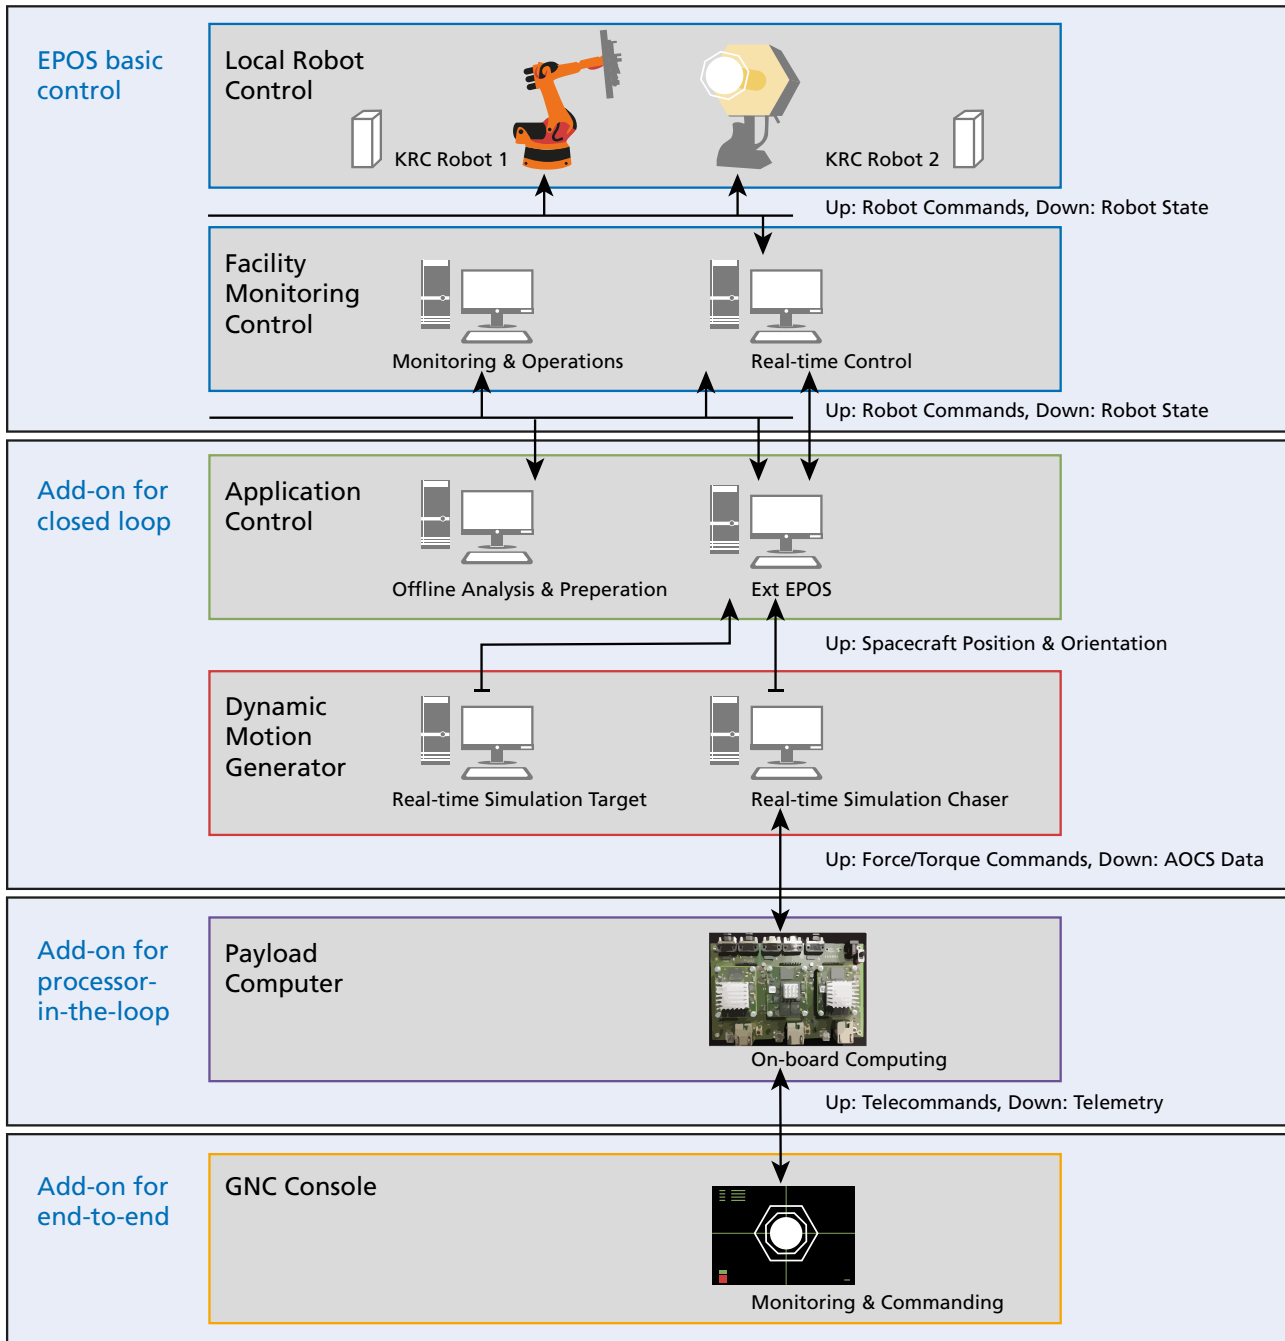 EPOS basic
control
Local Robot
Control
KRC Robot 1
KRC Robot 2
Up: Robot Commands, Down: Robot State
Facility
Monitoring
Control
Monitoring & Operations
Real-time Control
Up: Robot Commands, Down: Robot State
Add-on for
closed loop
Application
Control
Offline Analysis & Preperation
Ext EPOS
Up: Spacecraft Position & Orientation
Dynamic
Motion
Generator
Real-time Simulation Target
Real-time Simulation Chaser
Up: Force/Torque Commands, Down: AOCS Data
Add-on for
processor-
in-the-loop
Payload
Computer
On-board Computing
Up: Telecommands, Down: Telemetry
Add-on for
end-to-end
GNC Console
Monitoring & Commanding